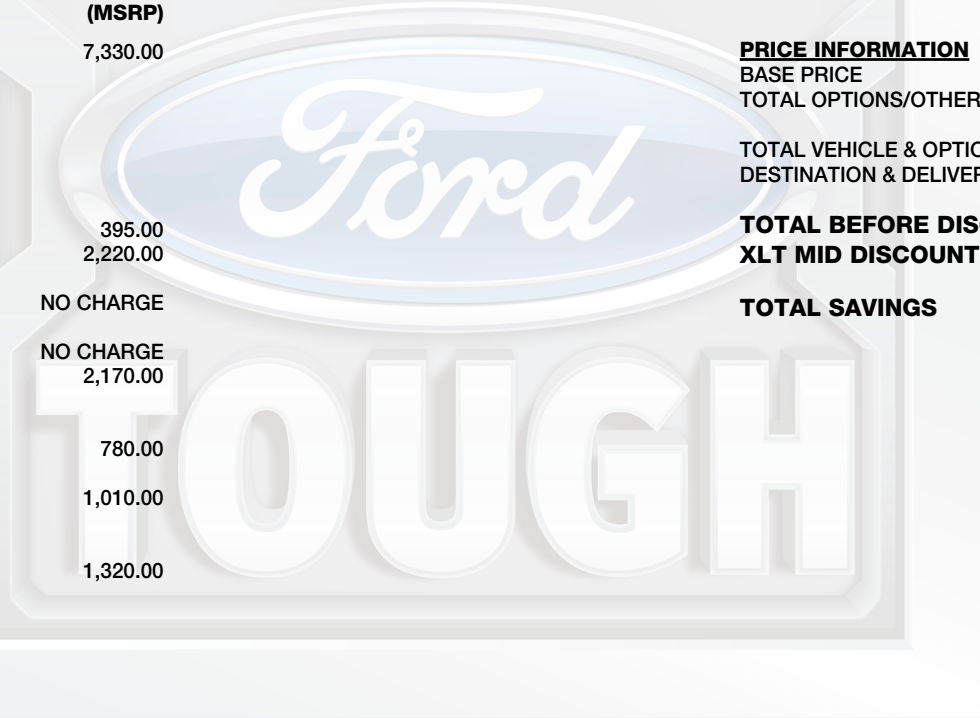 (MSRP)
7,330.00
395.00
2,220.00
NO CHARGE
NO CHARGE
2,170.00
780.00
1,010.00
1,320.00
PRICE INFORMATION
BASE PRICE
TOTAL OPTIONS/OTHER
TOTAL VEHICLE & OPTIO
DESTINATION & DELIVER
TOTAL BEFORE DISC
XLT MID DISCOUNT
TOTAL SAVINGS
Ford
TOUGH